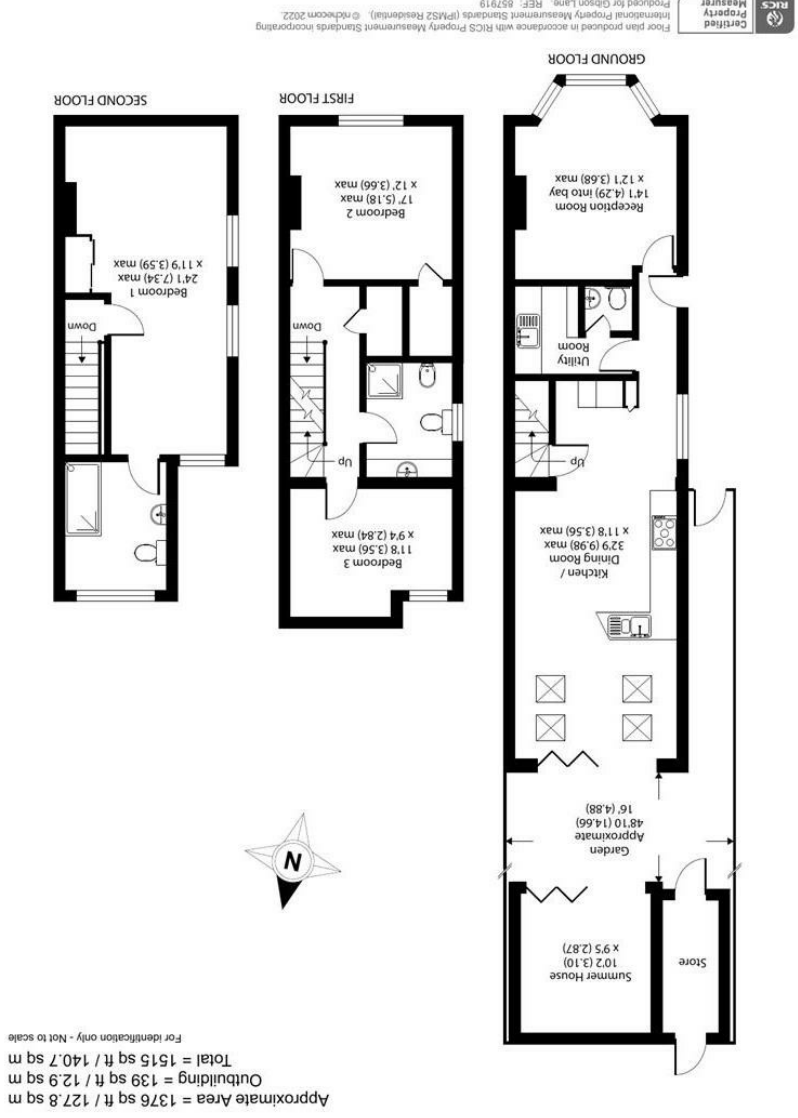 Approximate Area = 1376 sq ft / 127.8 sq m
Outbuilding = 139 sq ft / 12.9 sq m
Total = 1515 sq ft / 140.7 sq m
For identification only - Not to scale
N
Store
Summer House
10'2 (3.10)
x 9'5 (2.87)
Garden
Approximate
48'10 (14.66)
16' (4.88)
Kitchen /
Dining Room
32'9 (9.98) max
x 11'8 (3.56) max
Up
Utility
Room
Reception Room
14'1 (4.29) into bay
x 12'1 (3.68) max
GROUND FLOOR
Bedroom 3
11'8 (3.56) max
x 9'4 (2.84) max
Up
Down
Bedroom 2
17' (5.18) max
x 12' (3.66) max
FIRST FLOOR
Down
Bedroom 1
24'1 (7.34) max
x 11'9 (3.59) max
SECOND FLOOR
RICS
Certified
Property
Measurer
Floor plan produced in accordance with RICS Property Measurement Standards incorporating
International Property Measurement Standards (IPMS2 Residential). © nichecom 2022.
Produced for Gibson Lane. REF: 857919